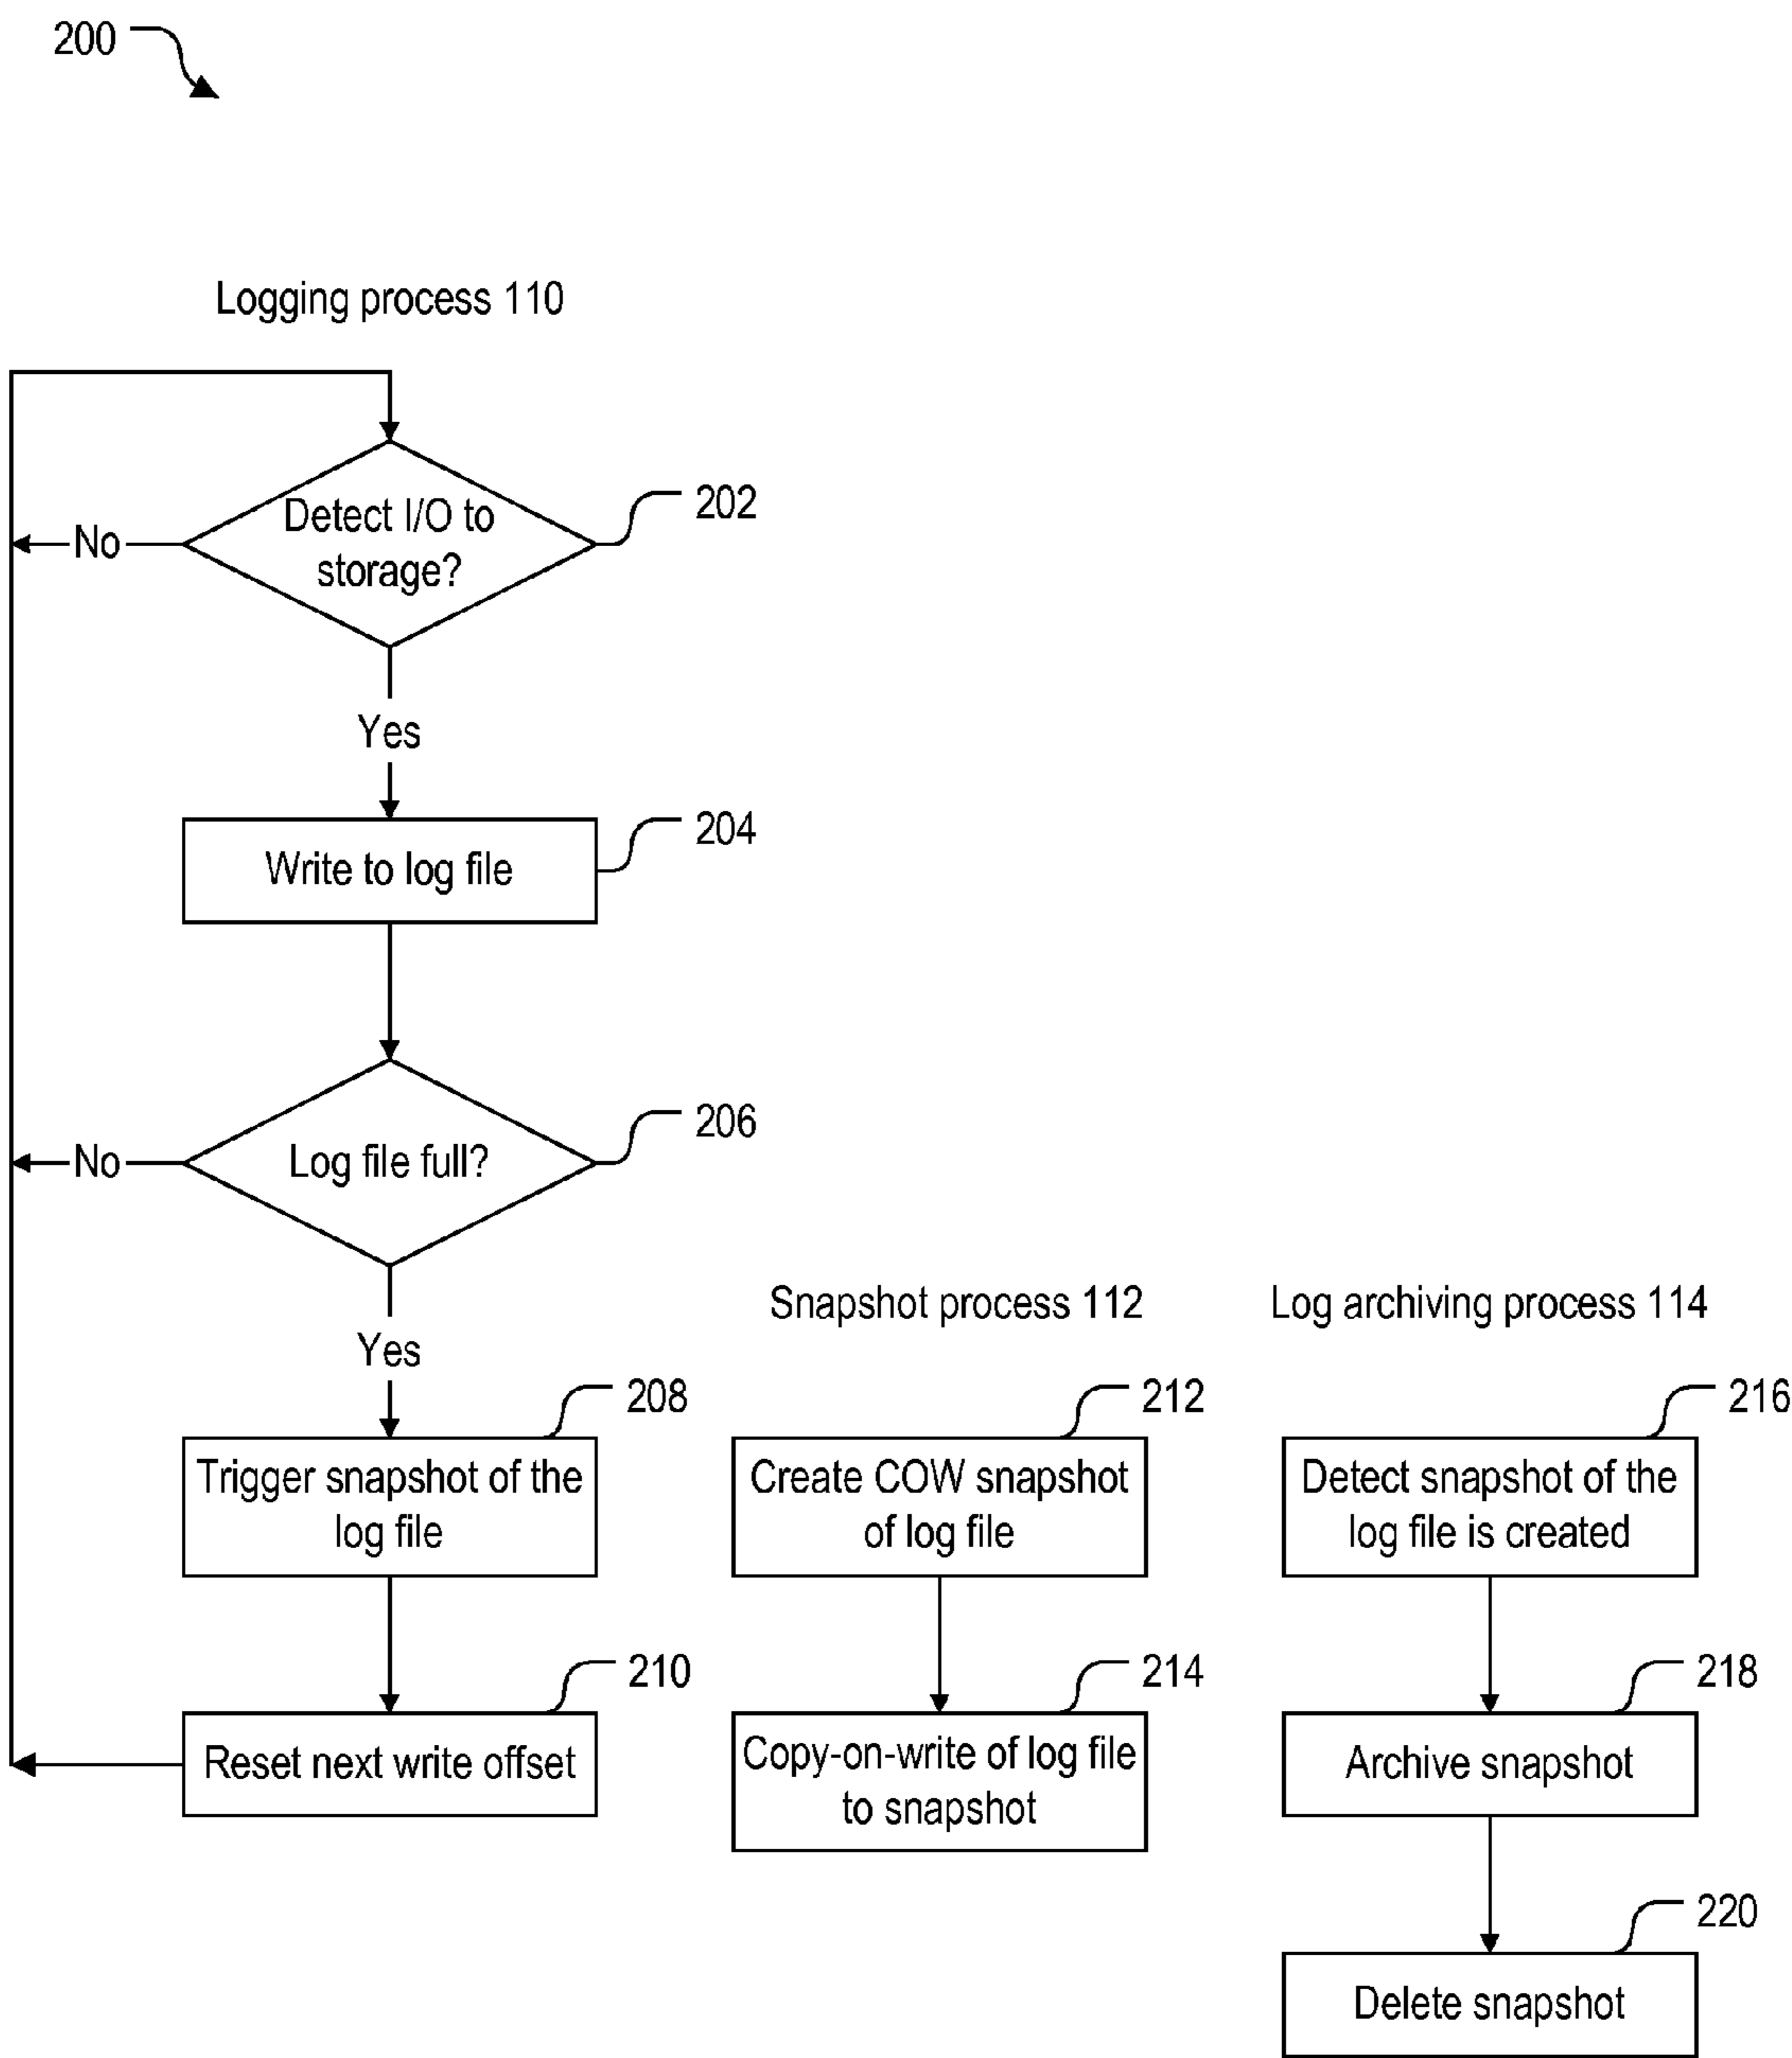 200
Logging process 110
Detect I/O to
storage?
202
No
Yes
Write to log file
204
Log file full?
206
No
Yes
Trigger snapshot of the
log file
208
Reset next write offset
210
Snapshot process 112
Create COW snapshot
of log file
212
Copy-on-write of log file
to snapshot
214
Log archiving process 114
Detect snapshot of the
log file is created
216
Archive snapshot
218
Delete snapshot
220